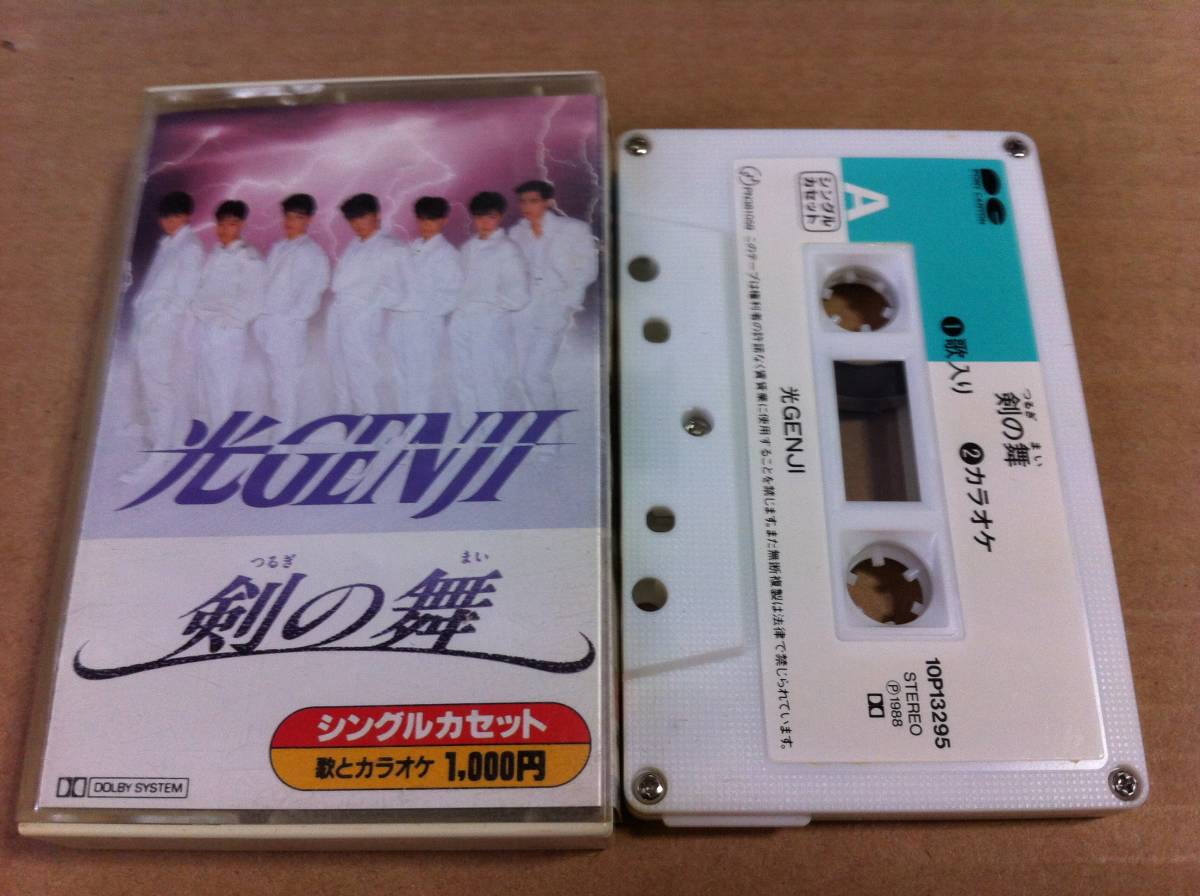 光GENJI
つるぎ まい
剣の舞
シングルカセット
歌とカラオケ 1,000円
DOLBY SYSTEM
PONY CANYON
A
シングル
カセット
つるぎ まい
剣の舞
❶歌入り ❷カラオケ
光GENJI
このテープは権利者の許諾なく賃貸業に使用することを禁じます。また無断複製は法律で禁じられています。
10P13295
STEREO
Ⓟ1988